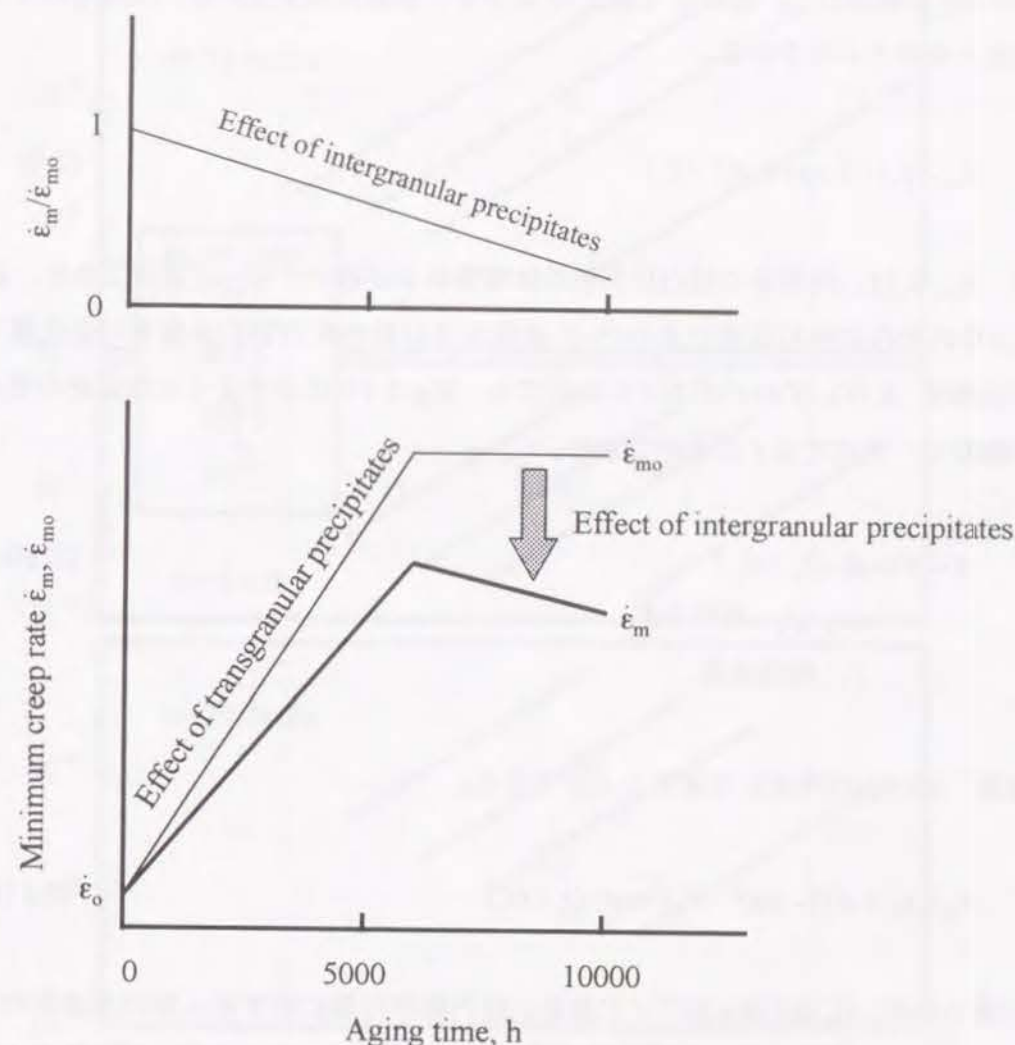 1
Effect of intergranular precipitates
ε̇m/ε̇mo
0
Effect of transgranular precipitates
ε̇mo
Effect of intergranular precipitates
ε̇m
Minimum creep rate ε̇m, ε̇mo
ε̇o
0
5000
10000
Aging time, h